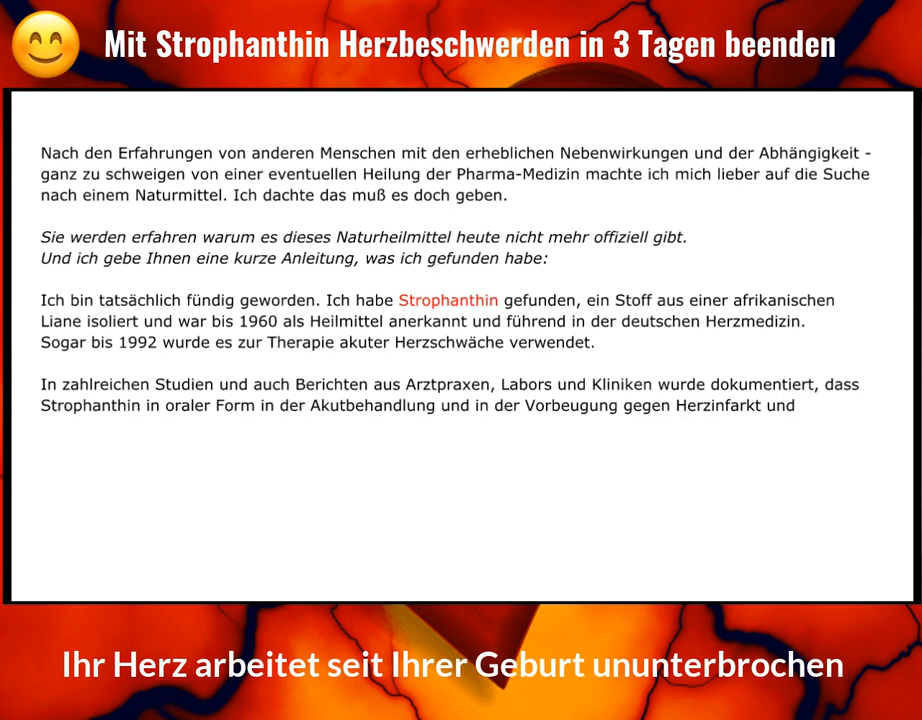 Mit Strophanthin Herzbeschwerden in 3 Tagen beenden
Nach den Erfahrungen von anderen Menschen mit den erheblichen Nebenwirkungen und der Abhängigkeit -
ganz zu schweigen von einer eventuellen Heilung der Pharma-Medizin machte ich mich lieber auf die Suche
nach einem Naturmittel. Ich dachte das muß es doch geben.
Sie werden erfahren warum es dieses Naturheilmittel heute nicht mehr offiziell gibt.
Und ich gebe Ihnen eine kurze Anleitung, was ich gefunden habe:
Ich bin tatsächlich fündig geworden. Ich habe Strophanthin gefunden, ein Stoff aus einer afrikanischen
Liane isoliert und war bis 1960 als Heilmittel anerkannt und führend in der deutschen Herzmedizin.
Sogar bis 1992 wurde es zur Therapie akuter Herzschwäche verwendet.
In zahlreichen Studien und auch Berichten aus Arztpraxen, Labors und Kliniken wurde dokumentiert, dass
Strophanthin in oraler Form in der Akutbehandlung und in der Vorbeugung gegen Herzinfarkt und
Ihr Herz arbeitet seit Ihrer Geburt ununterbrochen